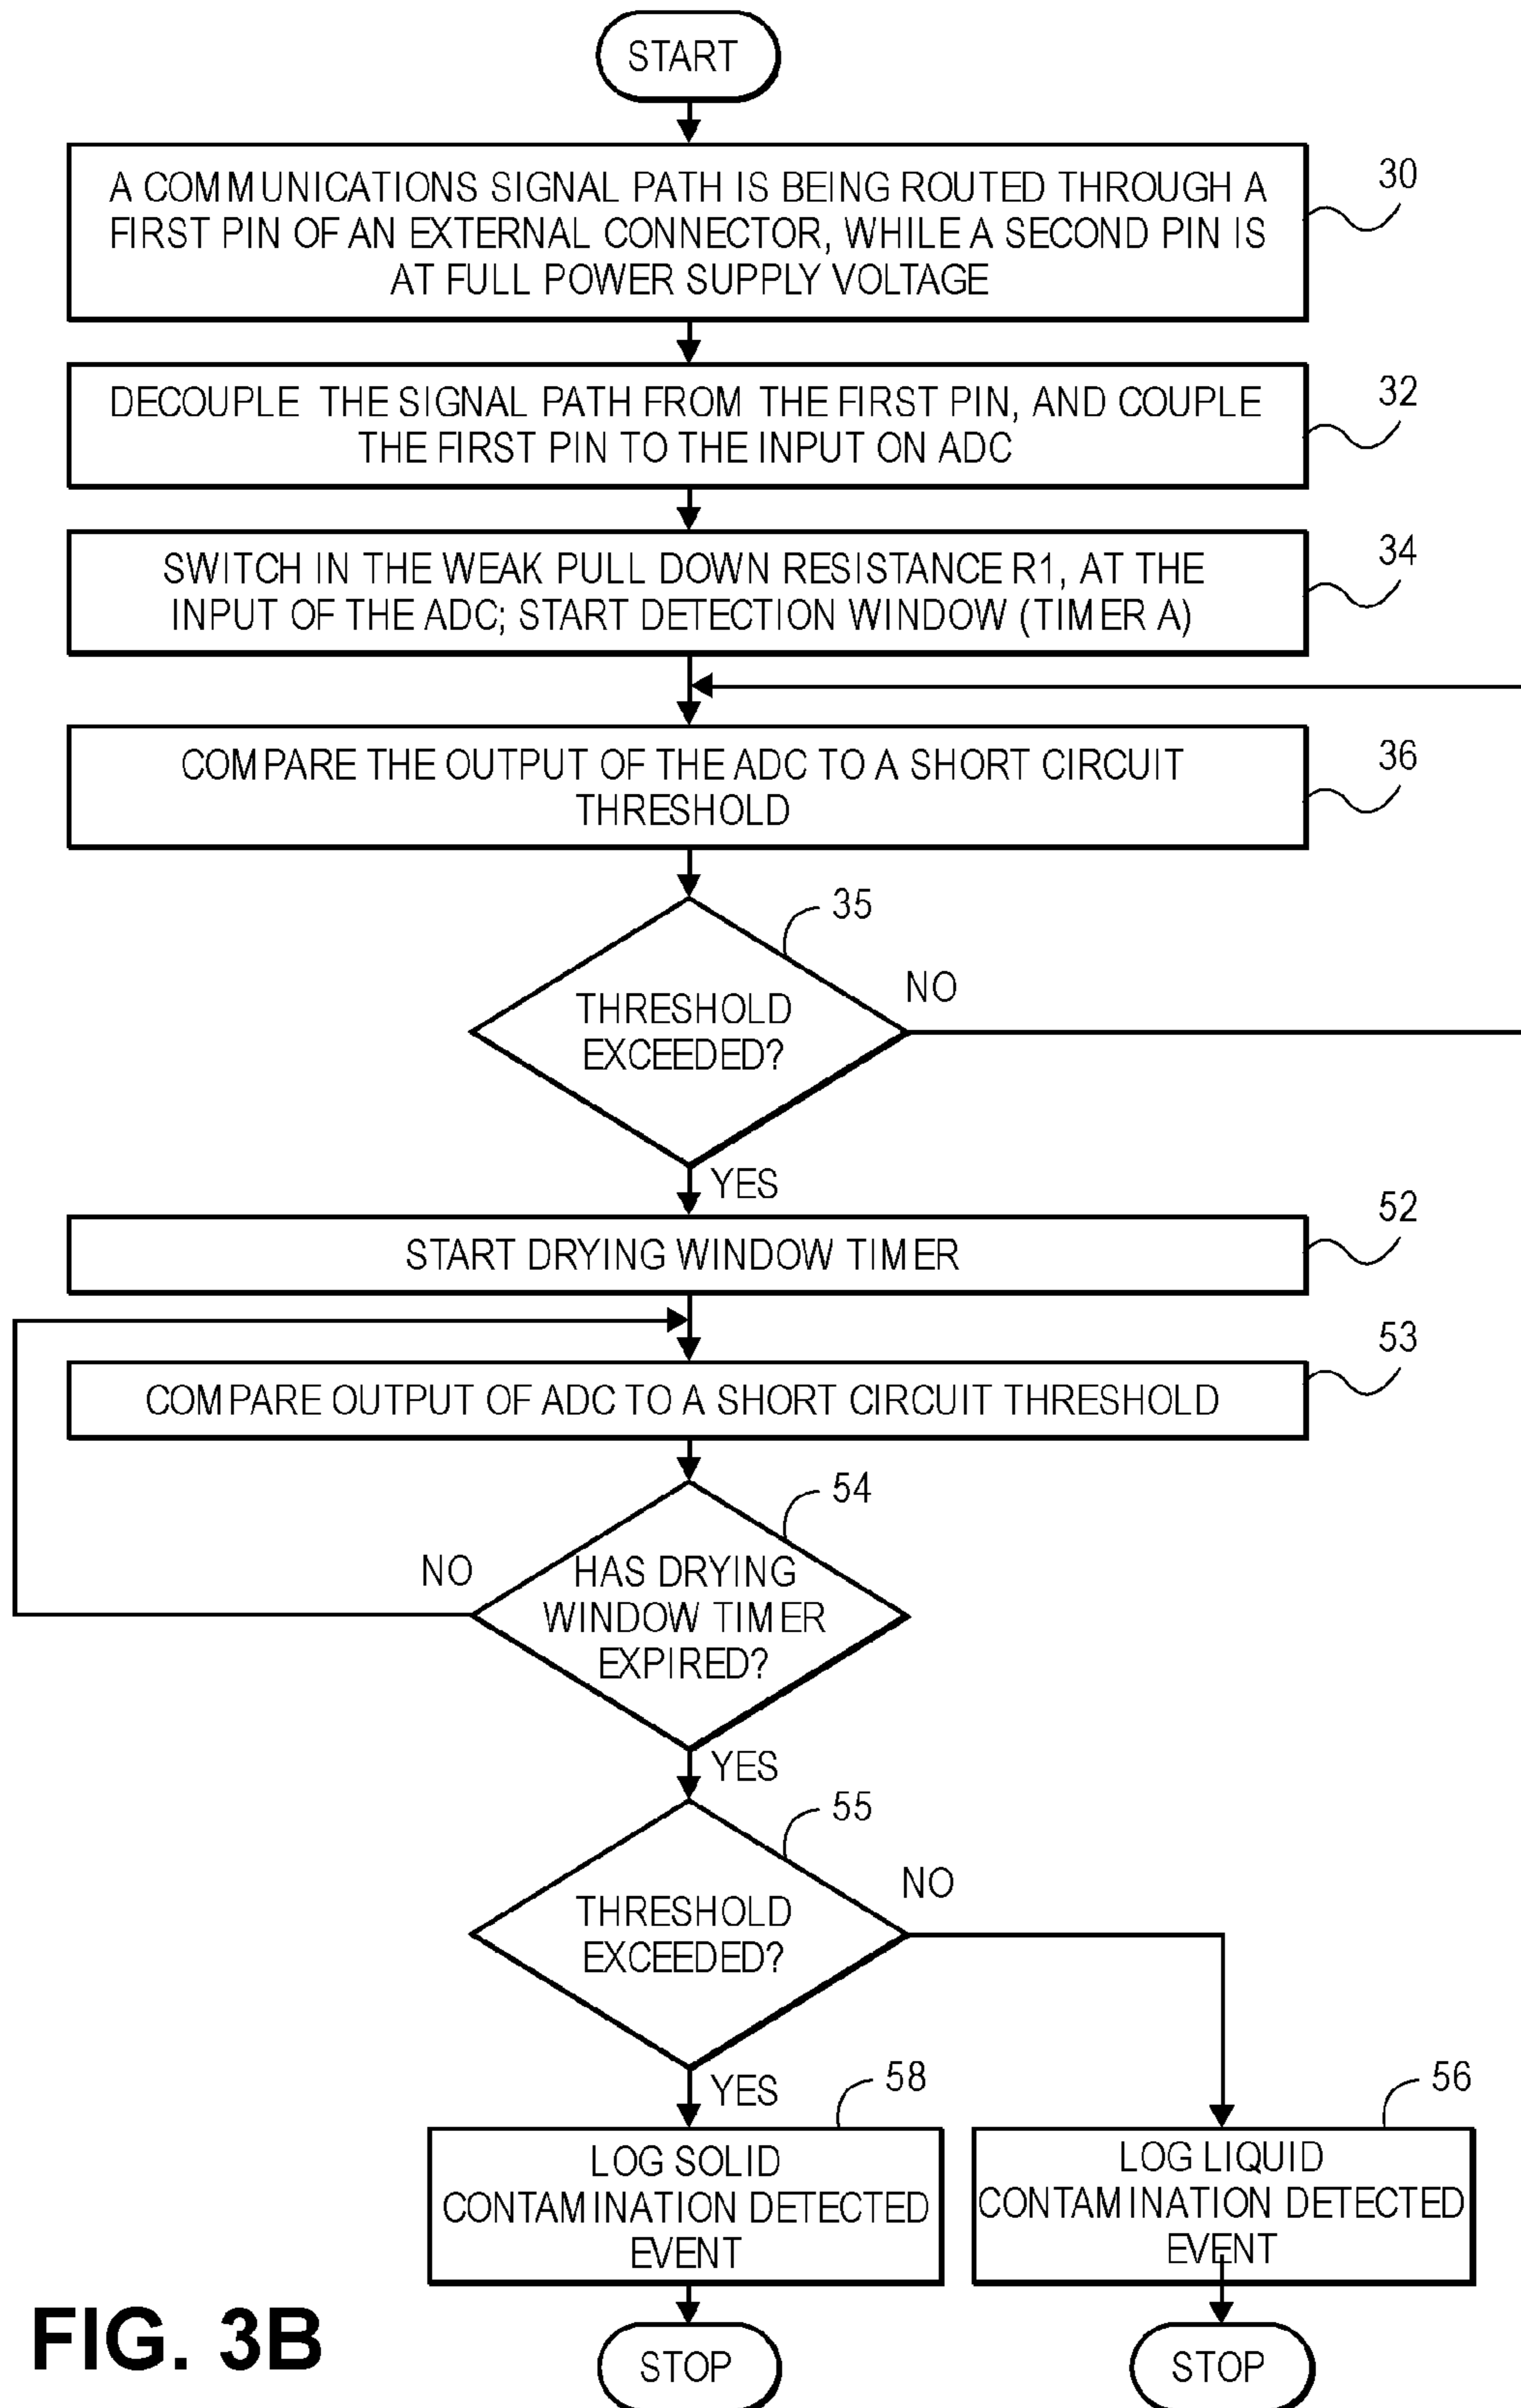 START
A COMMUNICATIONS SIGNAL PATH IS BEING ROUTED THROUGH A
FIRST PIN OF AN EXTERNAL CONNECTOR, WHILE A SECOND PIN IS
AT FULL POWER SUPPLY VOLTAGE
30
DECOUPLE THE SIGNAL PATH FROM THE FIRST PIN, AND COUPLE
THE FIRST PIN TO THE INPUT ON ADC
32
SWITCH IN THE WEAK PULL DOWN RESISTANCE R1, AT THE
INPUT OF THE ADC; START DETECTION WINDOW (TIMER A)
34
COMPARE THE OUTPUT OF THE ADC TO A SHORT CIRCUIT
THRESHOLD
36
35
THRESHOLD
EXCEEDED?
NO
YES
START DRYING WINDOW TIMER
52
COMPARE OUTPUT OF ADC TO A SHORT CIRCUIT THRESHOLD
53
54
HAS DRYING
WINDOW TIMER
EXPIRED?
NO
YES
55
THRESHOLD
EXCEEDED?
NO
YES
58
LOG SOLID
CONTAMINATION DETECTED
EVENT
56
LOG LIQUID
CONTAMINATION DETECTED
EVENT
STOP
STOP
FIG. 3B